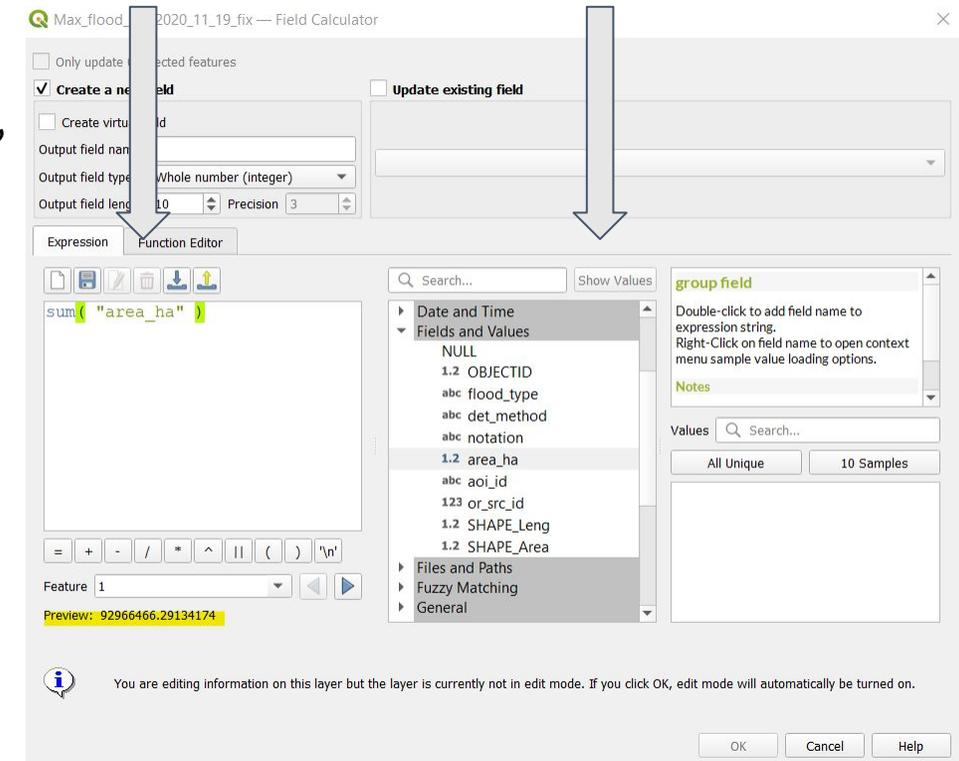 Max_flood_ 2020_11_19_fix — Field Calculator
Only update ected features
Create a ne eld
Update existing field
Create virtu ld
Output field nam
Output field type Whole number (integer)
Output field leng 10 Precision 3
Expression Function Editor
Search... Show Values
sum( "area_ha" )
Date and Time
Fields and Values
NULL
1.2 OBJECTID
abc flood_type
abc det_method
abc notation
1.2 area_ha
abc aoi_id
123 or_src_id
1.2 SHAPE_Leng
1.2 SHAPE_Area
Files and Paths
Fuzzy Matching
General
group field
Double-click to add field name to
expression string.
Right-Click on field name to open context
menu sample value loading options.
Notes
Values Search...
All Unique 10 Samples
= + - / * ^ || ( ) '\n'
Feature 1
Preview: 92966466.29134174
You are editing information on this layer but the layer is currently not in edit mode. If you click OK, edit mode will automatically be turned on.
OK Cancel Help